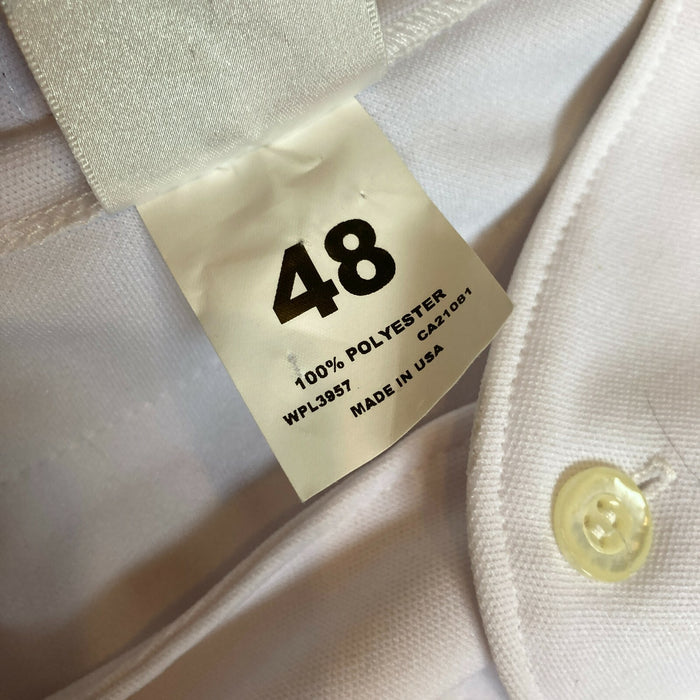 48
100% POLYESTER
WPL3957 CA21081
MADE IN USA